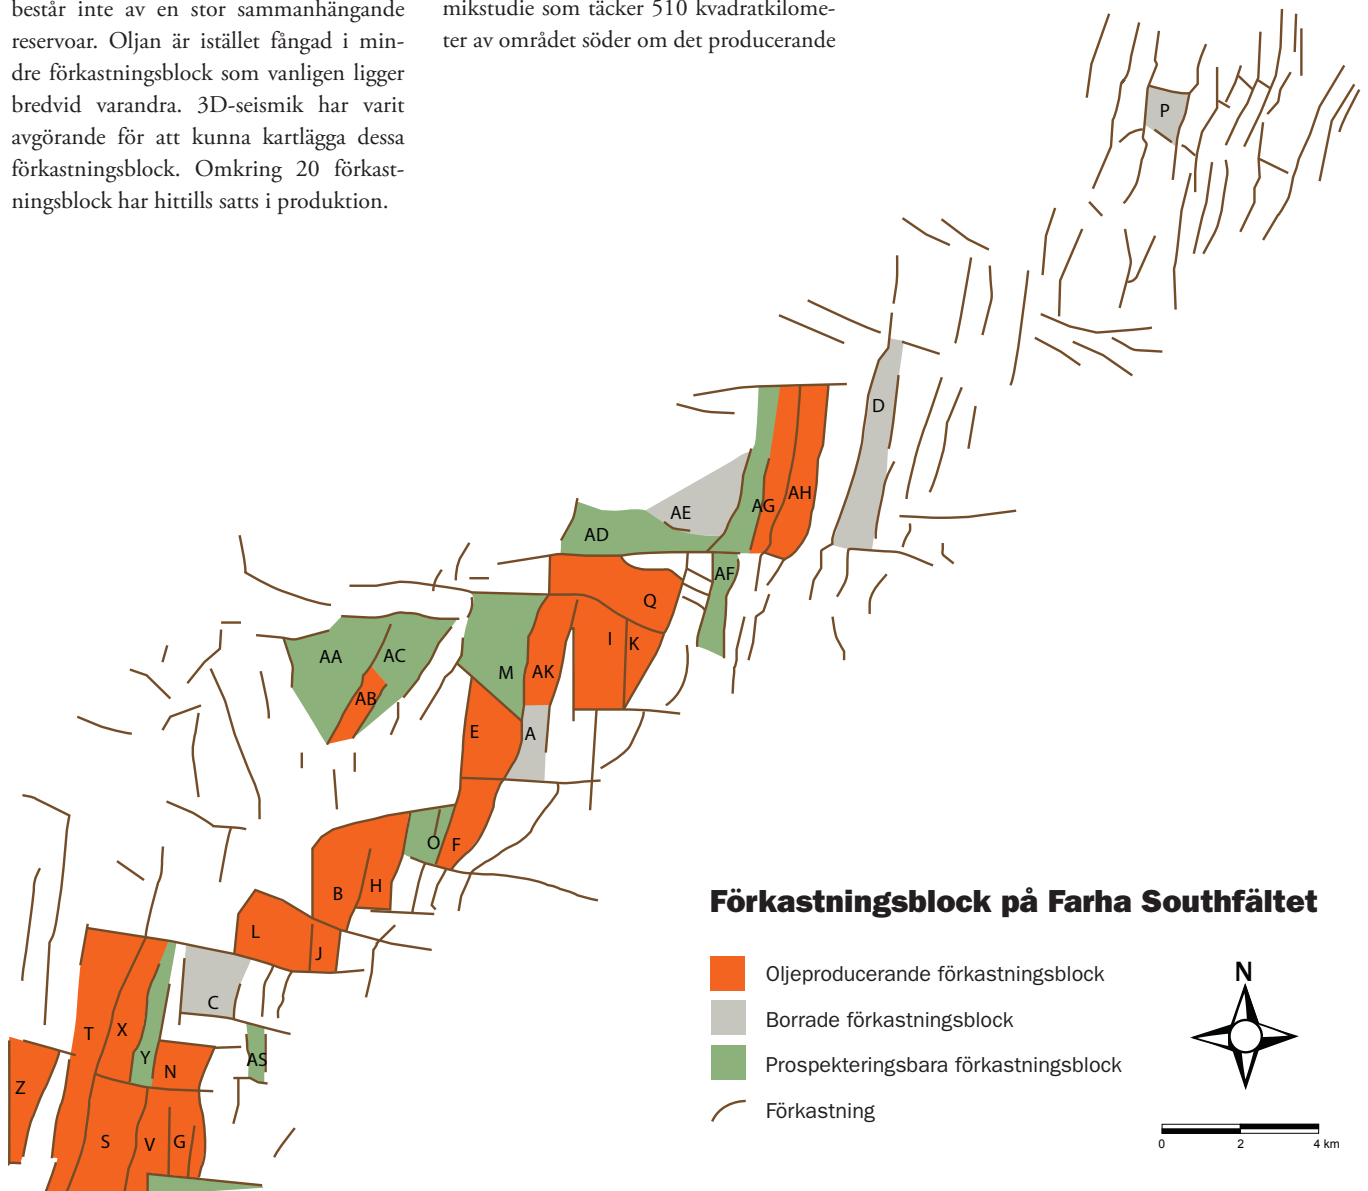 består inte av en stor sammanhängande
reservoar. Oljan är istället fångad i min-
dre förkastningsblock som vanligen ligger
bredvid varandra. 3D-seismik har varit
avgörande för att kunna kartlägga dessa
förkastningsblock. Omkring 20 förkast-
ningsblock har hittills satts i produktion.
mikstudie som täcker 510 kvadratkilome-
ter av området söder om det producerande
P
D
AH
AG
AE
AD
AF
Q
I
K
AA
AC
M
AK
AB
E
A
O
F
H
B
L
J
C
T
X
Y
N
AS
Z
S
V
G
Förkastningsblock på Farha Southfältet
Oljeproducerande förkastningsblock
Borrade förkastningsblock
Prospekteringsbara förkastningsblock
Förkastning
N
0 2 4 km